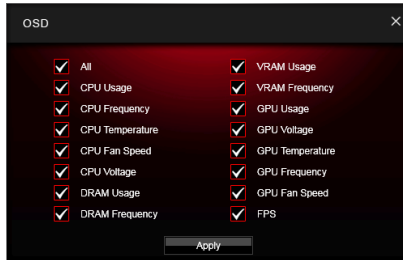 OSD
All
CPU Usage
CPU Frequency
CPU Temperature
CPU Fan Speed
CPU Voltage
DRAM Usage
DRAM Frequency
VRAM Usage
VRAM Frequency
GPU Usage
GPU Voltage
GPU Temperature
GPU Frequency
GPU Fan Speed
FPS
Apply